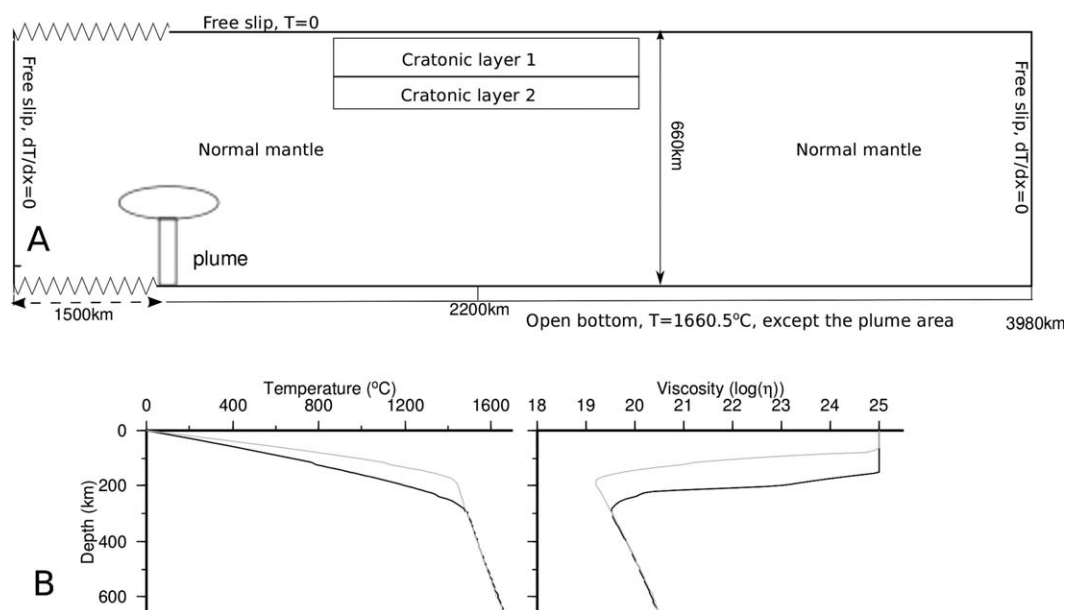 Free slip, T=0
Cratonic layer 1
Cratonic layer 2
Free slip, dT/dx=0
Free slip, dT/dx=0
660km
Normal mantle
Normal mantle
A
plume
1500km
2200km
Open bottom, T=1660.5ºC, except the plume area
3980km
Temperature (ºC)
0 400 800 1200 1600
Viscosity (log(η))
18 19 20 21 22 23 24 25
Depth (km)
0
200
400
600
B